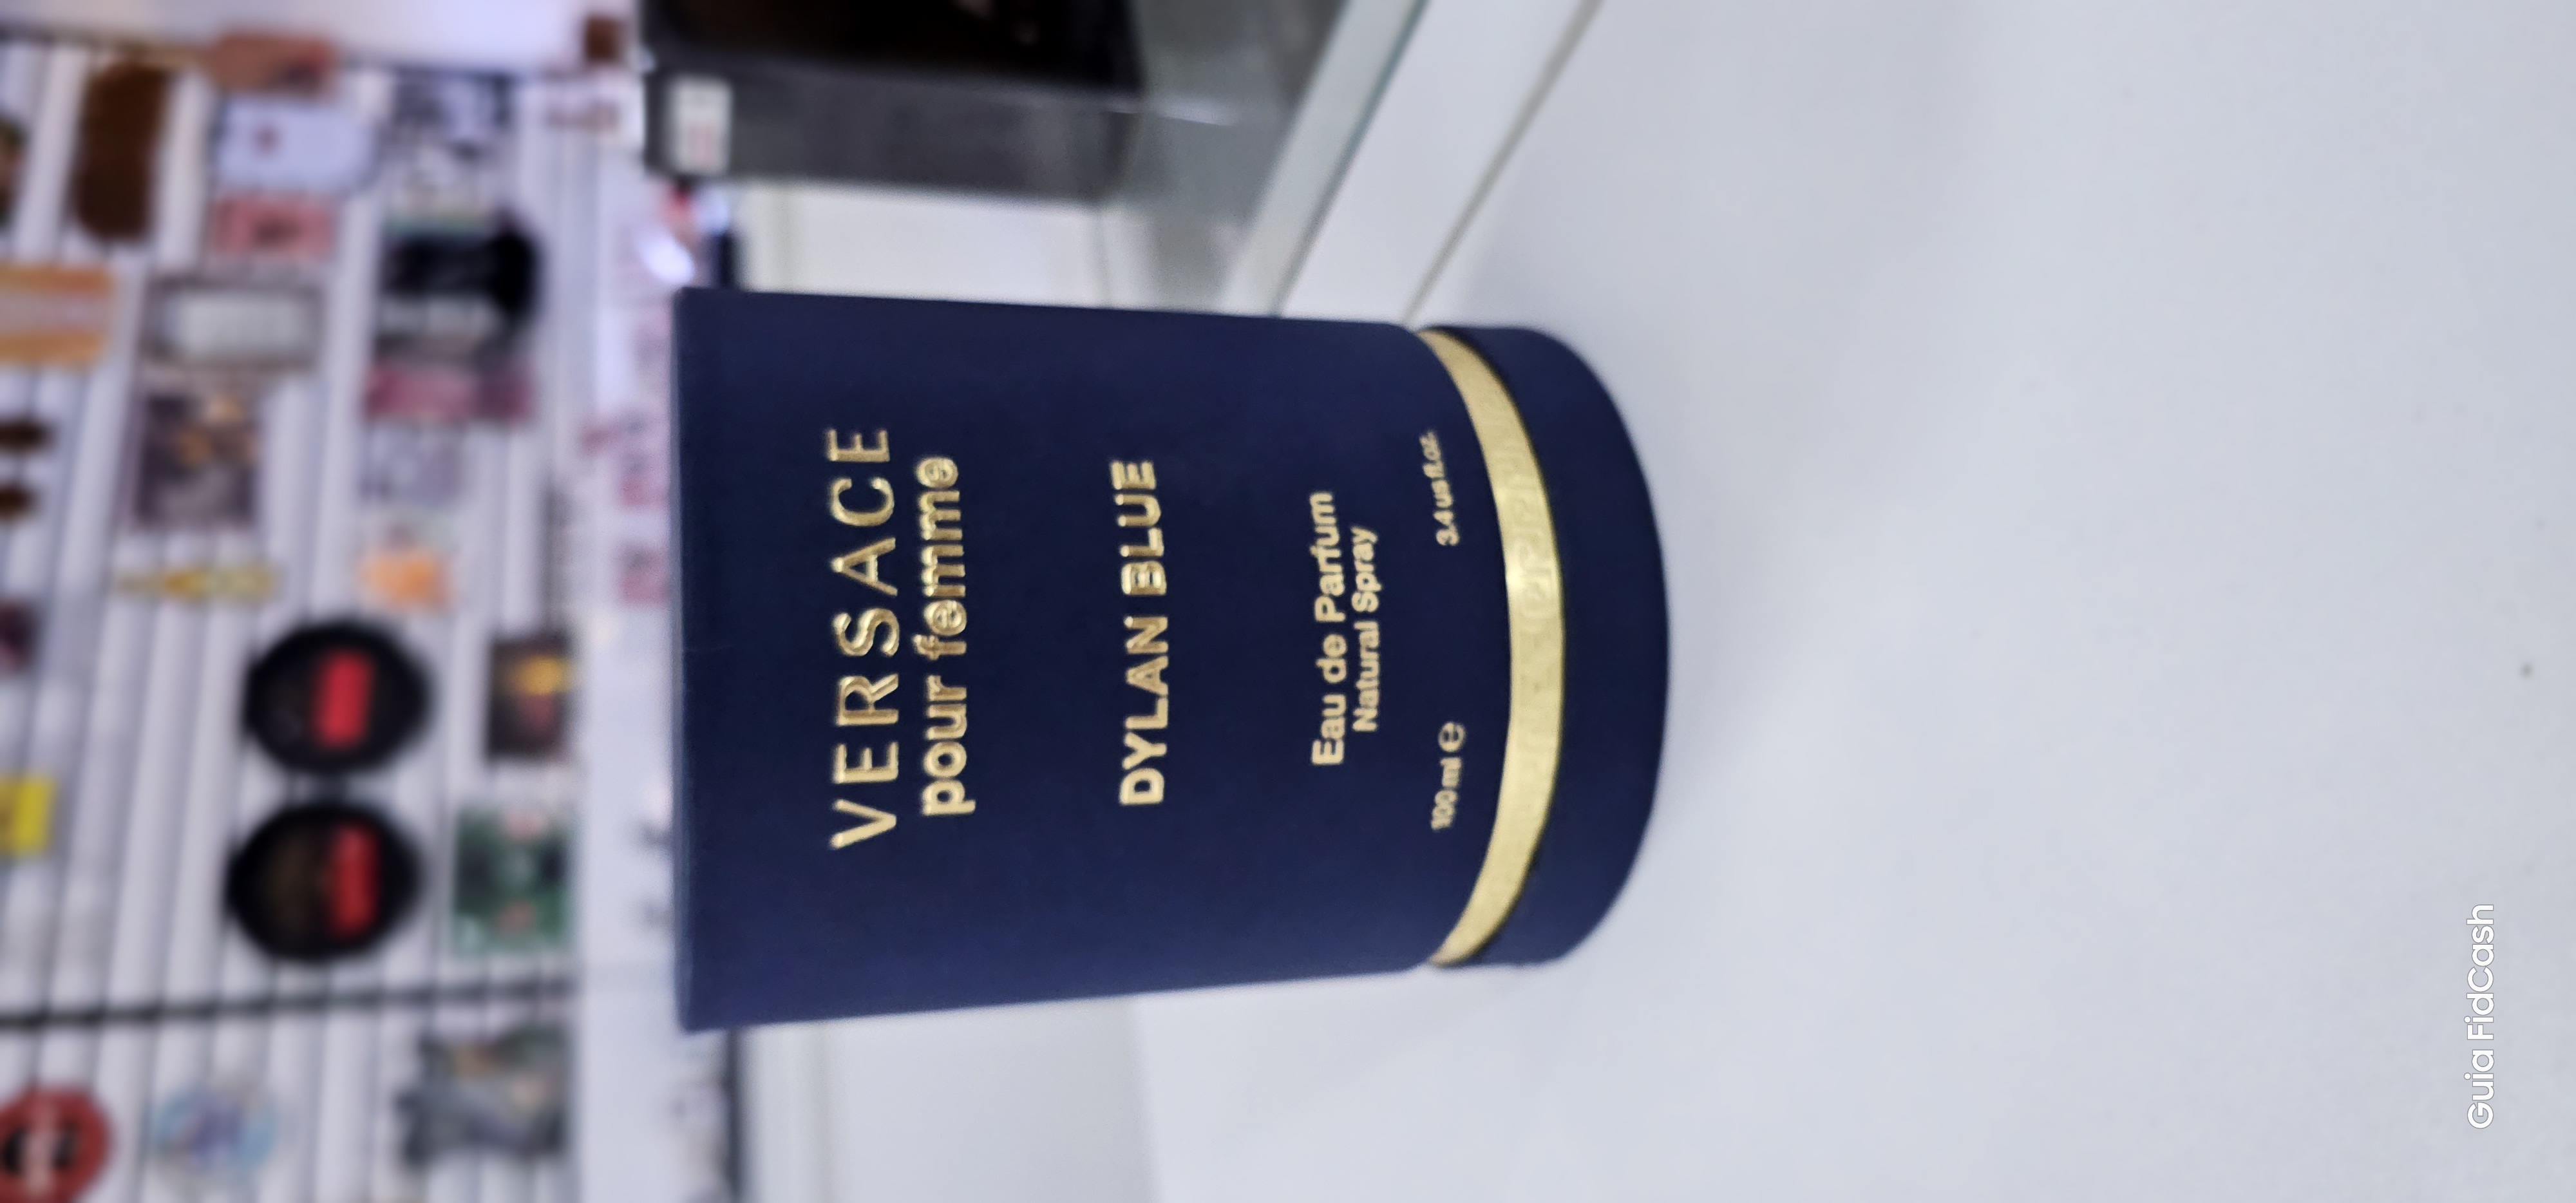 VERSACE
pour femme
DYLAN BLUE
Eau de Parfum
Natural Spray
100 ml ℮ 3.4 us fl.oz.
Guia FidCash